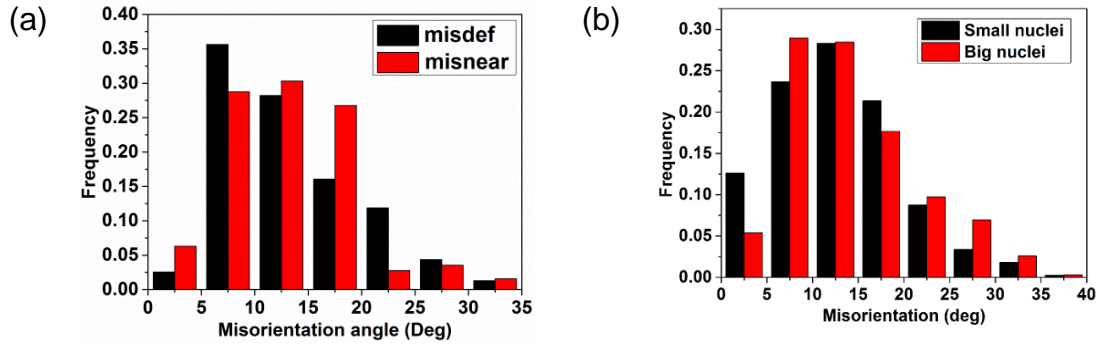 (a)
Frequency
0.40
0.35
0.30
0.25
0.20
0.15
0.10
0.05
0.00
misdef
misnear
0 5 10 15 20 25 30 35
Misorientation angle (Deg)
(b)
Frequency
0.30
0.25
0.20
0.15
0.10
0.05
0.00
Small nuclei
Big nuclei
0 5 10 15 20 25 30 35 40
Misorientation (deg)